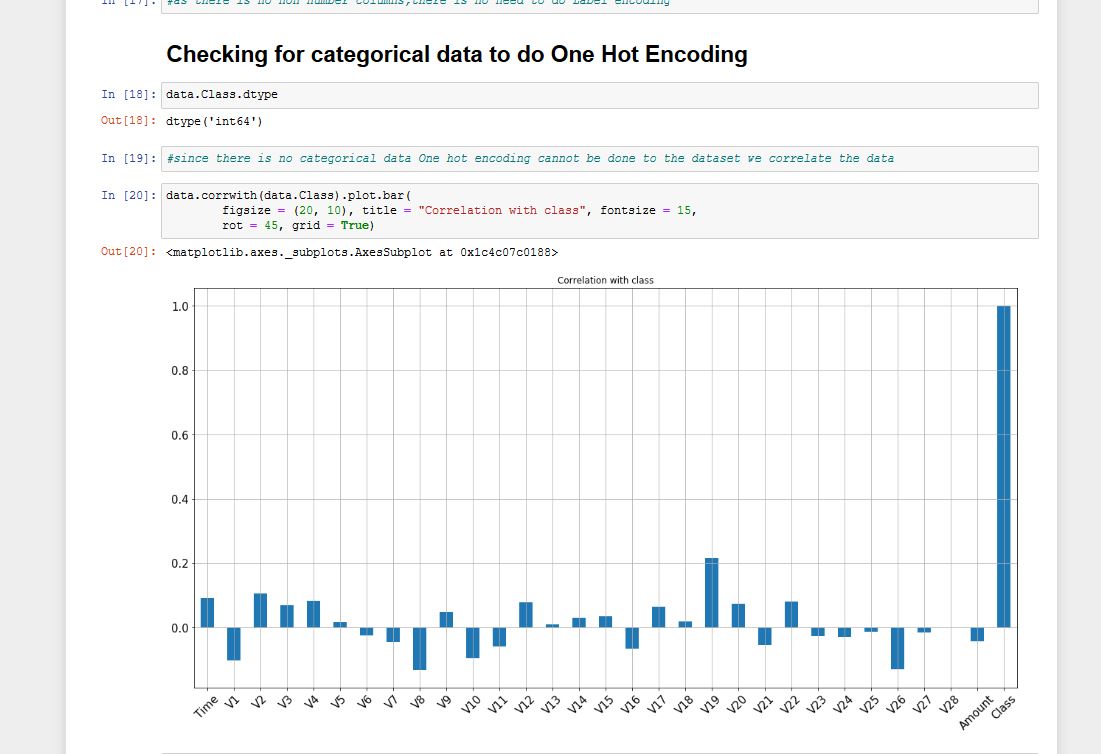 In [17]: #as there is no non number columns,there is no need to do Label encoding
Checking for categorical data to do One Hot Encoding
In [18]: data.Class.dtype
Out[18]: dtype('int64')
In [19]: #since there is no categorical data One hot encoding cannot be done to the dataset we correlate the data
In [20]: data.corrwith(data.Class).plot.bar(
figsize = (20, 10), title = "Correlation with class", fontsize = 15,
rot = 45, grid = True)
Out[20]: <matplotlib.axes._subplots.AxesSubplot at 0x1c4c07c0188>
Correlation with class
1.0
0.8
0.6
0.4
0.2
0.0
Time V1 V2 V3 V4 V5 V6 V7 V8 V9 V10 V11 V12 V13 V14 V15 V16 V17 V18 V19 V20 V21 V22 V23 V24 V25 V26 V27 V28 Amount Class